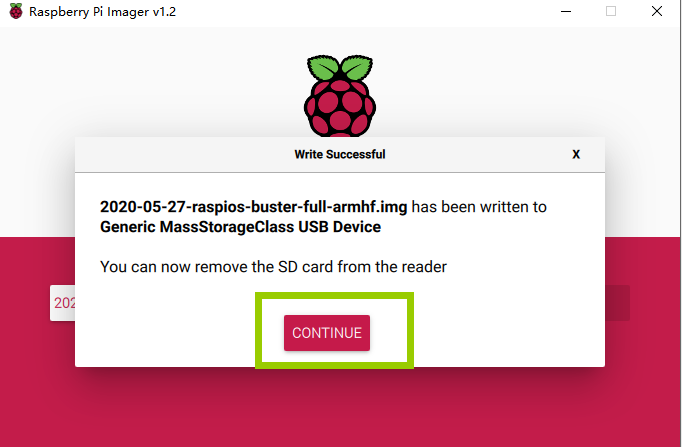 Raspberry Pi Imager v1.2
Write Successful X
2020-05-27-raspios-buster-full-armhf.img has been written to
Generic MassStorageClass USB Device
You can now remove the SD card from the reader
202
CONTINUE